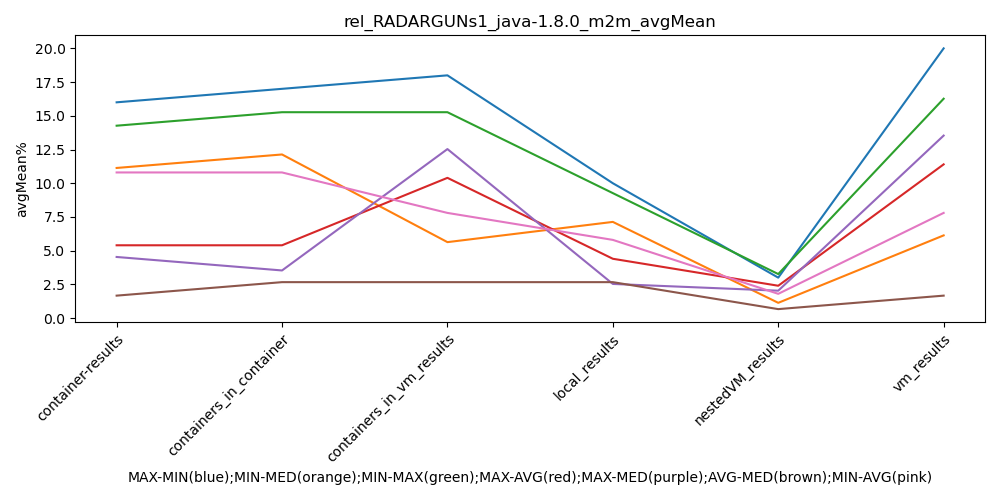 rel_RADARGUNs1_java-1.8.0_m2m_avgMean
avgMean%
20.0
17.5
15.0
12.5
10.0
7.5
5.0
2.5
0.0
container-results
containers_in_container
containers_in_vm_results
local_results
nestedVM_results
vm_results
MAX-MIN(blue);MIN-MED(orange);MIN-MAX(green);MAX-AVG(red);MAX-MED(purple);AVG-MED(brown);MIN-AVG(pink)